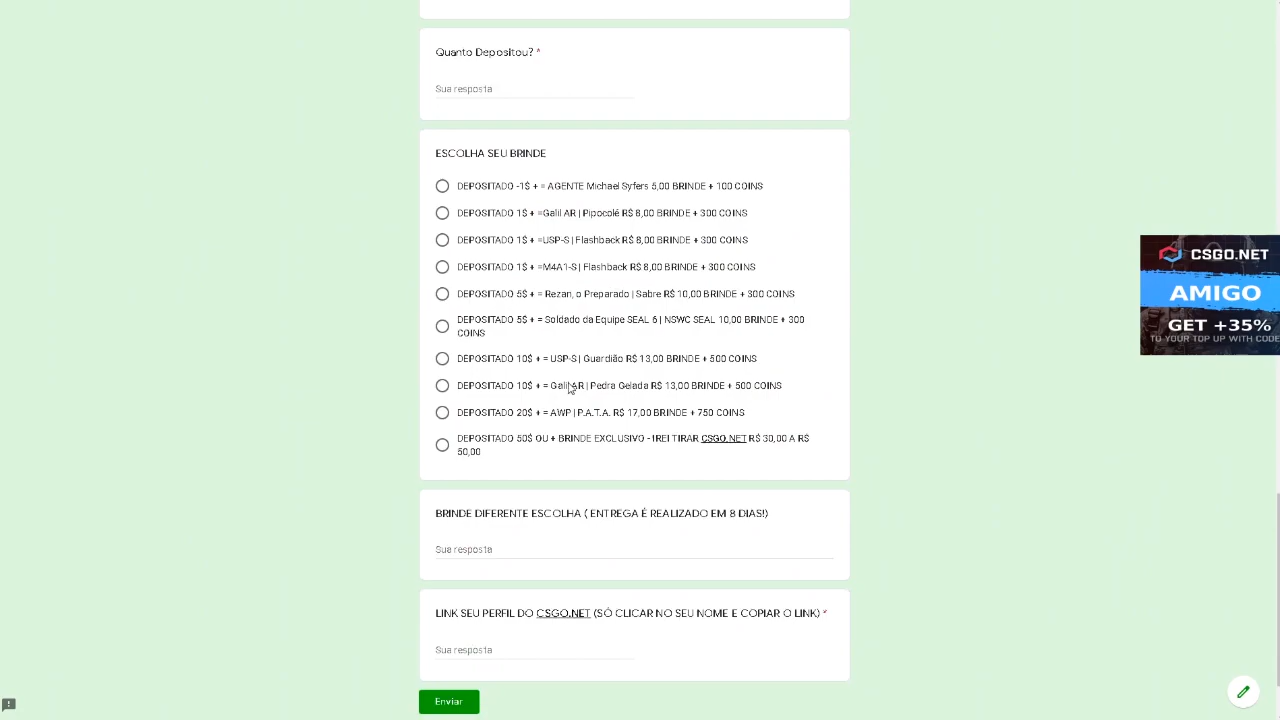 Quanto Depositou? *
Sua resposta
ESCOLHA SEU BRINDE
DEPOSITADO -1$ + = AGENTE Michael Syfers 5,00 BRINDE + 100 COINS
DEPOSITADO 1$ + =Galil AR | Pipocolé R$ 8,00 BRINDE + 300 COINS
DEPOSITADO 1$ + =USP-S | Flashback R$ 8,00 BRINDE + 300 COINS
DEPOSITADO 1$ + =M4A1-S | Flashback R$ 8,00 BRINDE + 300 COINS
DEPOSITADO 5$ + = Rezan, o Preparado | Sabre R$ 10,00 BRINDE + 300 COINS
DEPOSITADO 5$ + = Soldado da Equipe SEAL 6 | NSWC SEAL 10,00 BRINDE + 300
COINS
DEPOSITADO 10$ + = USP-S | Guardião R$ 13,00 BRINDE + 500 COINS
DEPOSITADO 10$ + = Galil AR | Pedra Gelada R$ 13,00 BRINDE + 500 COINS
DEPOSITADO 20$ + = AWP | P.A.T.A. R$ 17,00 BRINDE + 750 COINS
DEPOSITADO 50$ OU + BRINDE EXCLUSIVO -IREI TIRAR CSGO.NET R$ 30,00 A R$
50,00
CSGO.NET
AMIGO
GET +35%
TO YOUR TOP UP WITH CODE
BRINDE DIFERENTE ESCOLHA ( ENTREGA É REALIZADO EM 8 DIAS!)
Sua resposta
LINK SEU PERFIL DO CSGO.NET (SÓ CLICAR NO SEU NOME E COPIAR O LINK) *
Sua resposta
Enviar